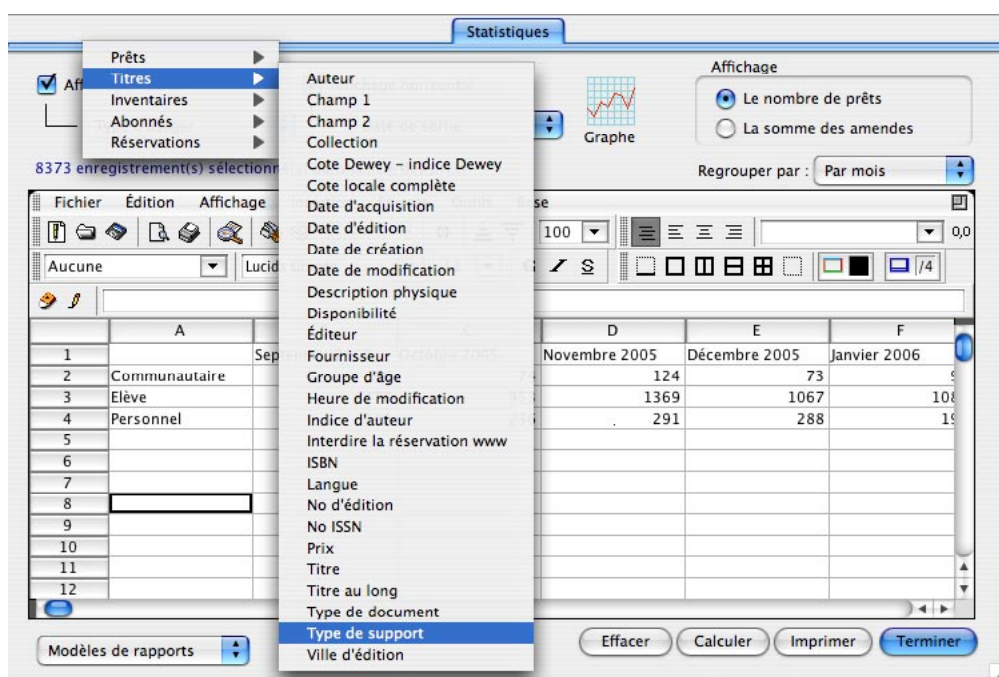 Statistiques
Prêts
Titres
Inventaires
Abonnés
Réservations
Aff
Affichage
Le nombre de prêts
La somme des amendes
Graphe
8373 enregistrement(s) sélectionn
Regrouper par : Par mois
Auteur
Champ 1
Champ 2
Collection
Cote Dewey – indice Dewey
Cote locale complète
Date d'acquisition
Date d'édition
Date de création
Date de modification
Description physique
Disponibilité
Éditeur
Fournisseur
Groupe d'âge
Heure de modification
Indice d'auteur
Interdire la réservation www
ISBN
Langue
No d'édition
No ISSN
Prix
Titre
Titre au long
Type de document
Type de support
Ville d'édition
Fichier Édition Affichage
100 0,0
Aucune Lucid G I S /4
A D E F
1 Sep Novembre 2005 Décembre 2005 Janvier 2006
2 Communautaire 124 73
3 Elève 1369 1067 108
4 Personnel 291 288
5
6
7
8
9
10
11
12
Modèles de rapports Effacer Calculer Imprimer Terminer